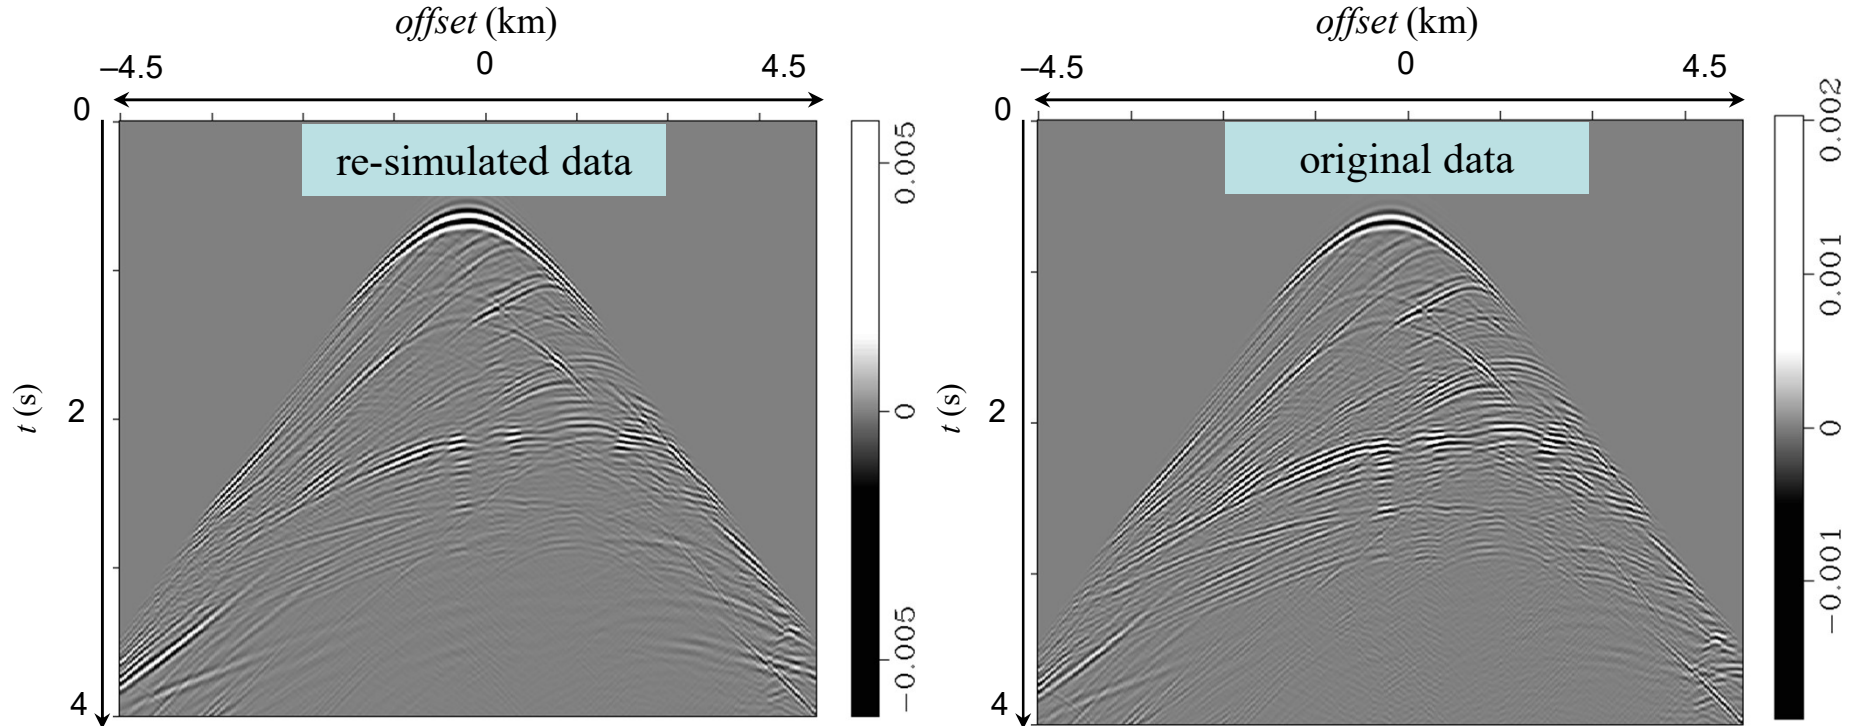 offset (km)
–4.5 0 4.5
0
re-simulated data
t (s)
2
4
0.005
0
−0.005
offset (km)
–4.5 0 4.5
0
original data
t (s)
2
4
0.002
0.001
0
−0.001